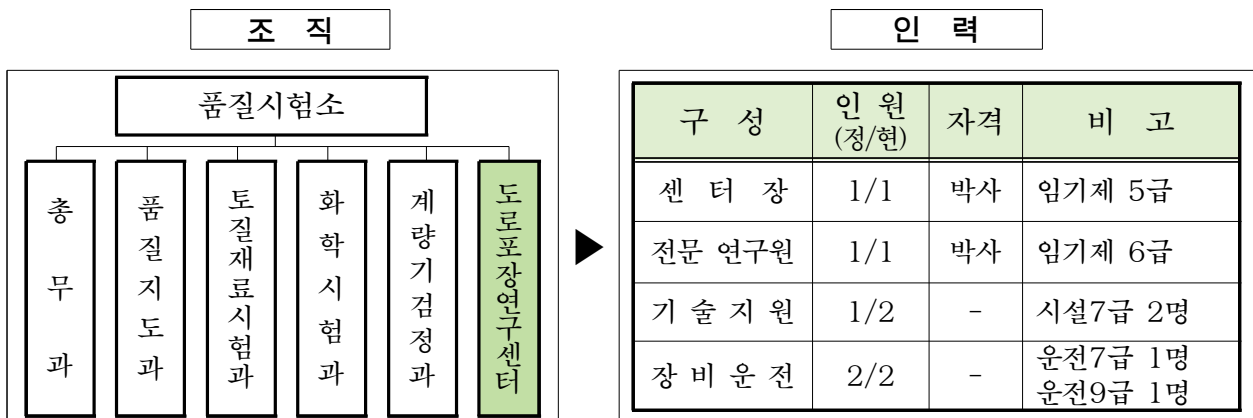 조 직
품질시험소
총무과
품질지도과
토질재료시험과
화학시험과
계량기검정과
도로포장연구센터
▶
인 력
구 성 인 원 (정/현) 자격 비 고
센 터 장 1/1 박사 임기제 5급
전문 연구원 1/1 박사 임기제 6급
기 술 지 원 1/2 - 시설7급 2명
장 비 운 전 2/2 - 운전7급 1명
운전9급 1명